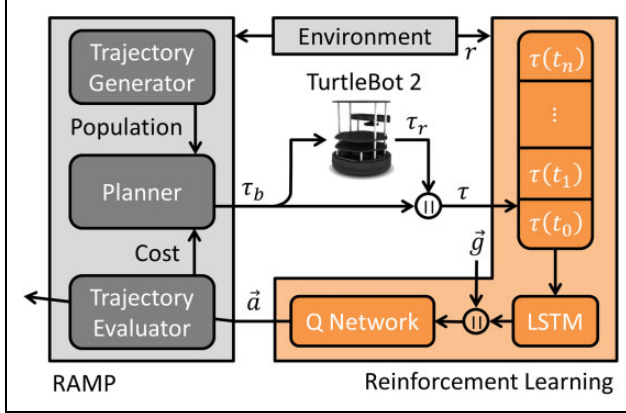 Environment
r
Trajectory
Generator
Population
Planner
Cost
Trajectory
Evaluator
RAMP
TurtleBot 2
τ_r
τ_b
||
τ
τ(t_n)
⋮
τ(t_1)
τ(t_0)
g⃗
a⃗
Q Network
||
LSTM
Reinforcement Learning